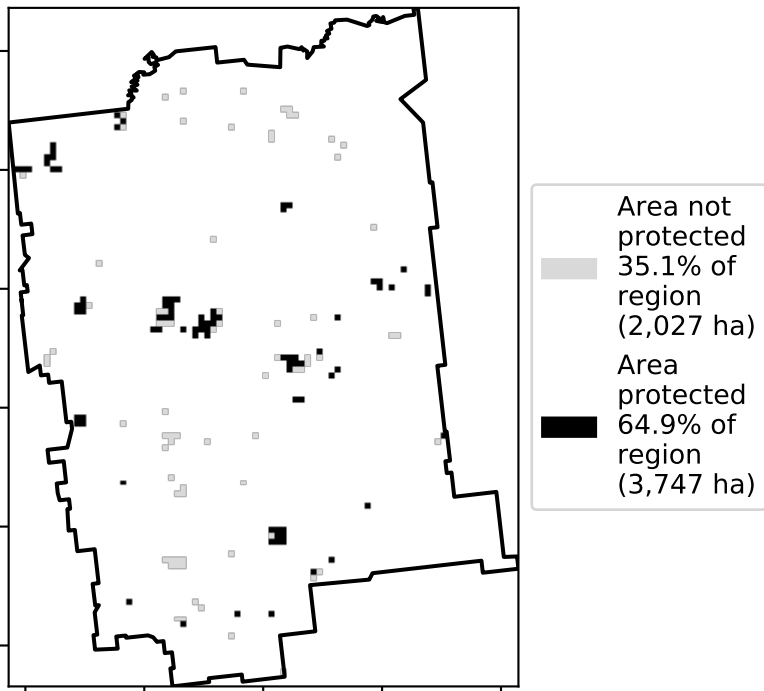 Area not
protected
35.1% of
region
(2,027 ha)
Area
protected
64.9% of
region
(3,747 ha)